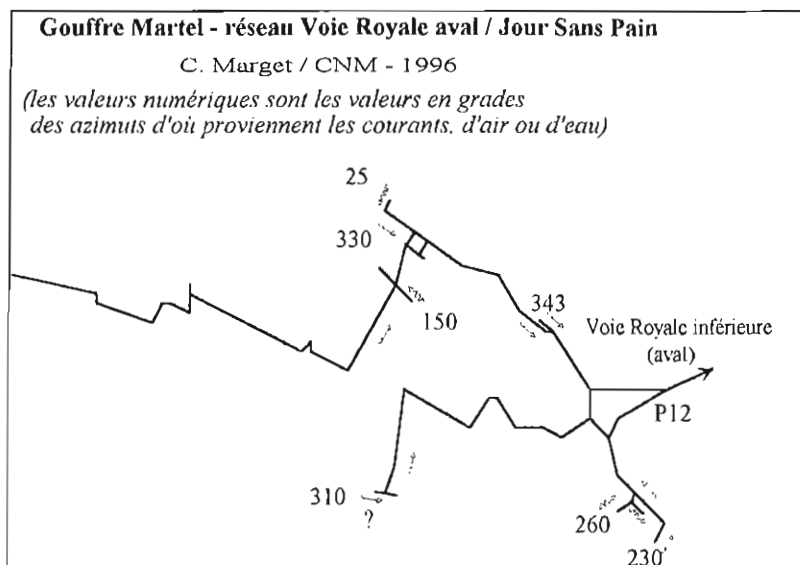 Gouffre Martel - réseau Voie Royale aval / Jour Sans Pain
C. Marget / CNM - 1996
(les valeurs numériques sont les valeurs en grades
des azimuts d'où proviennent les courants, d'air ou d'eau)
25
330
150
343
Voie Royale inférieure
(aval)
P12
310
?
260
230